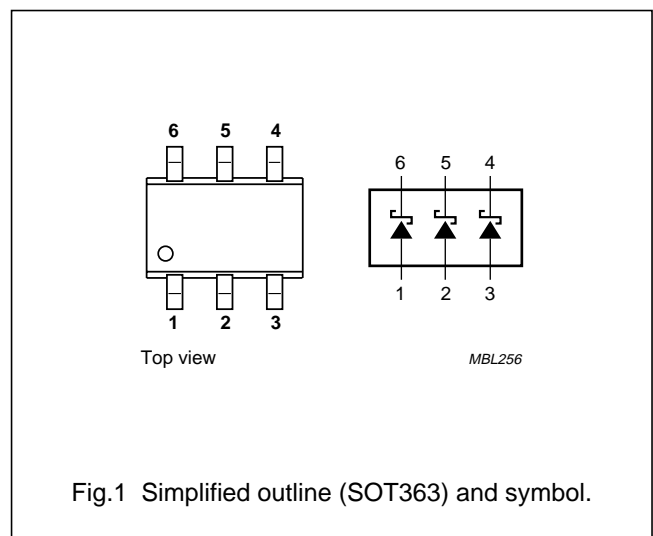 6 5 4
6 5 4
1 2 3
1 2 3
Top view
MBL256
Fig.1 Simplified outline (SOT363) and symbol.